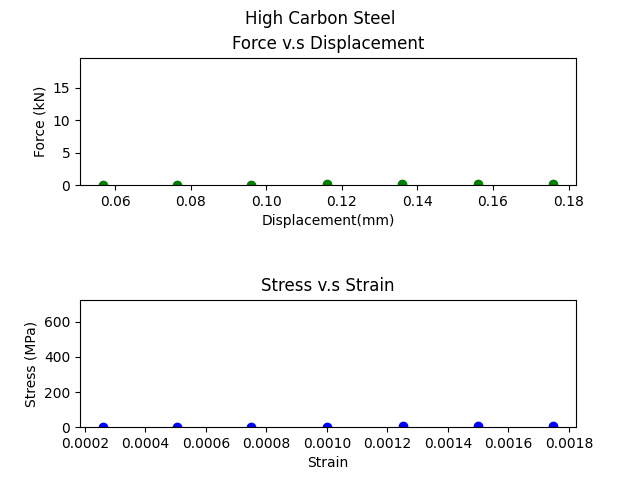 High Carbon Steel
Force v.s Displacement
Force (kN)
15
10
5
0
0.06 0.08 0.10 0.12 0.14 0.16 0.18
Displacement(mm)
Stress v.s Strain
Stress (MPa)
600
400
200
0
0.0002 0.0004 0.0006 0.0008 0.0010 0.0012 0.0014 0.0016 0.0018
Strain